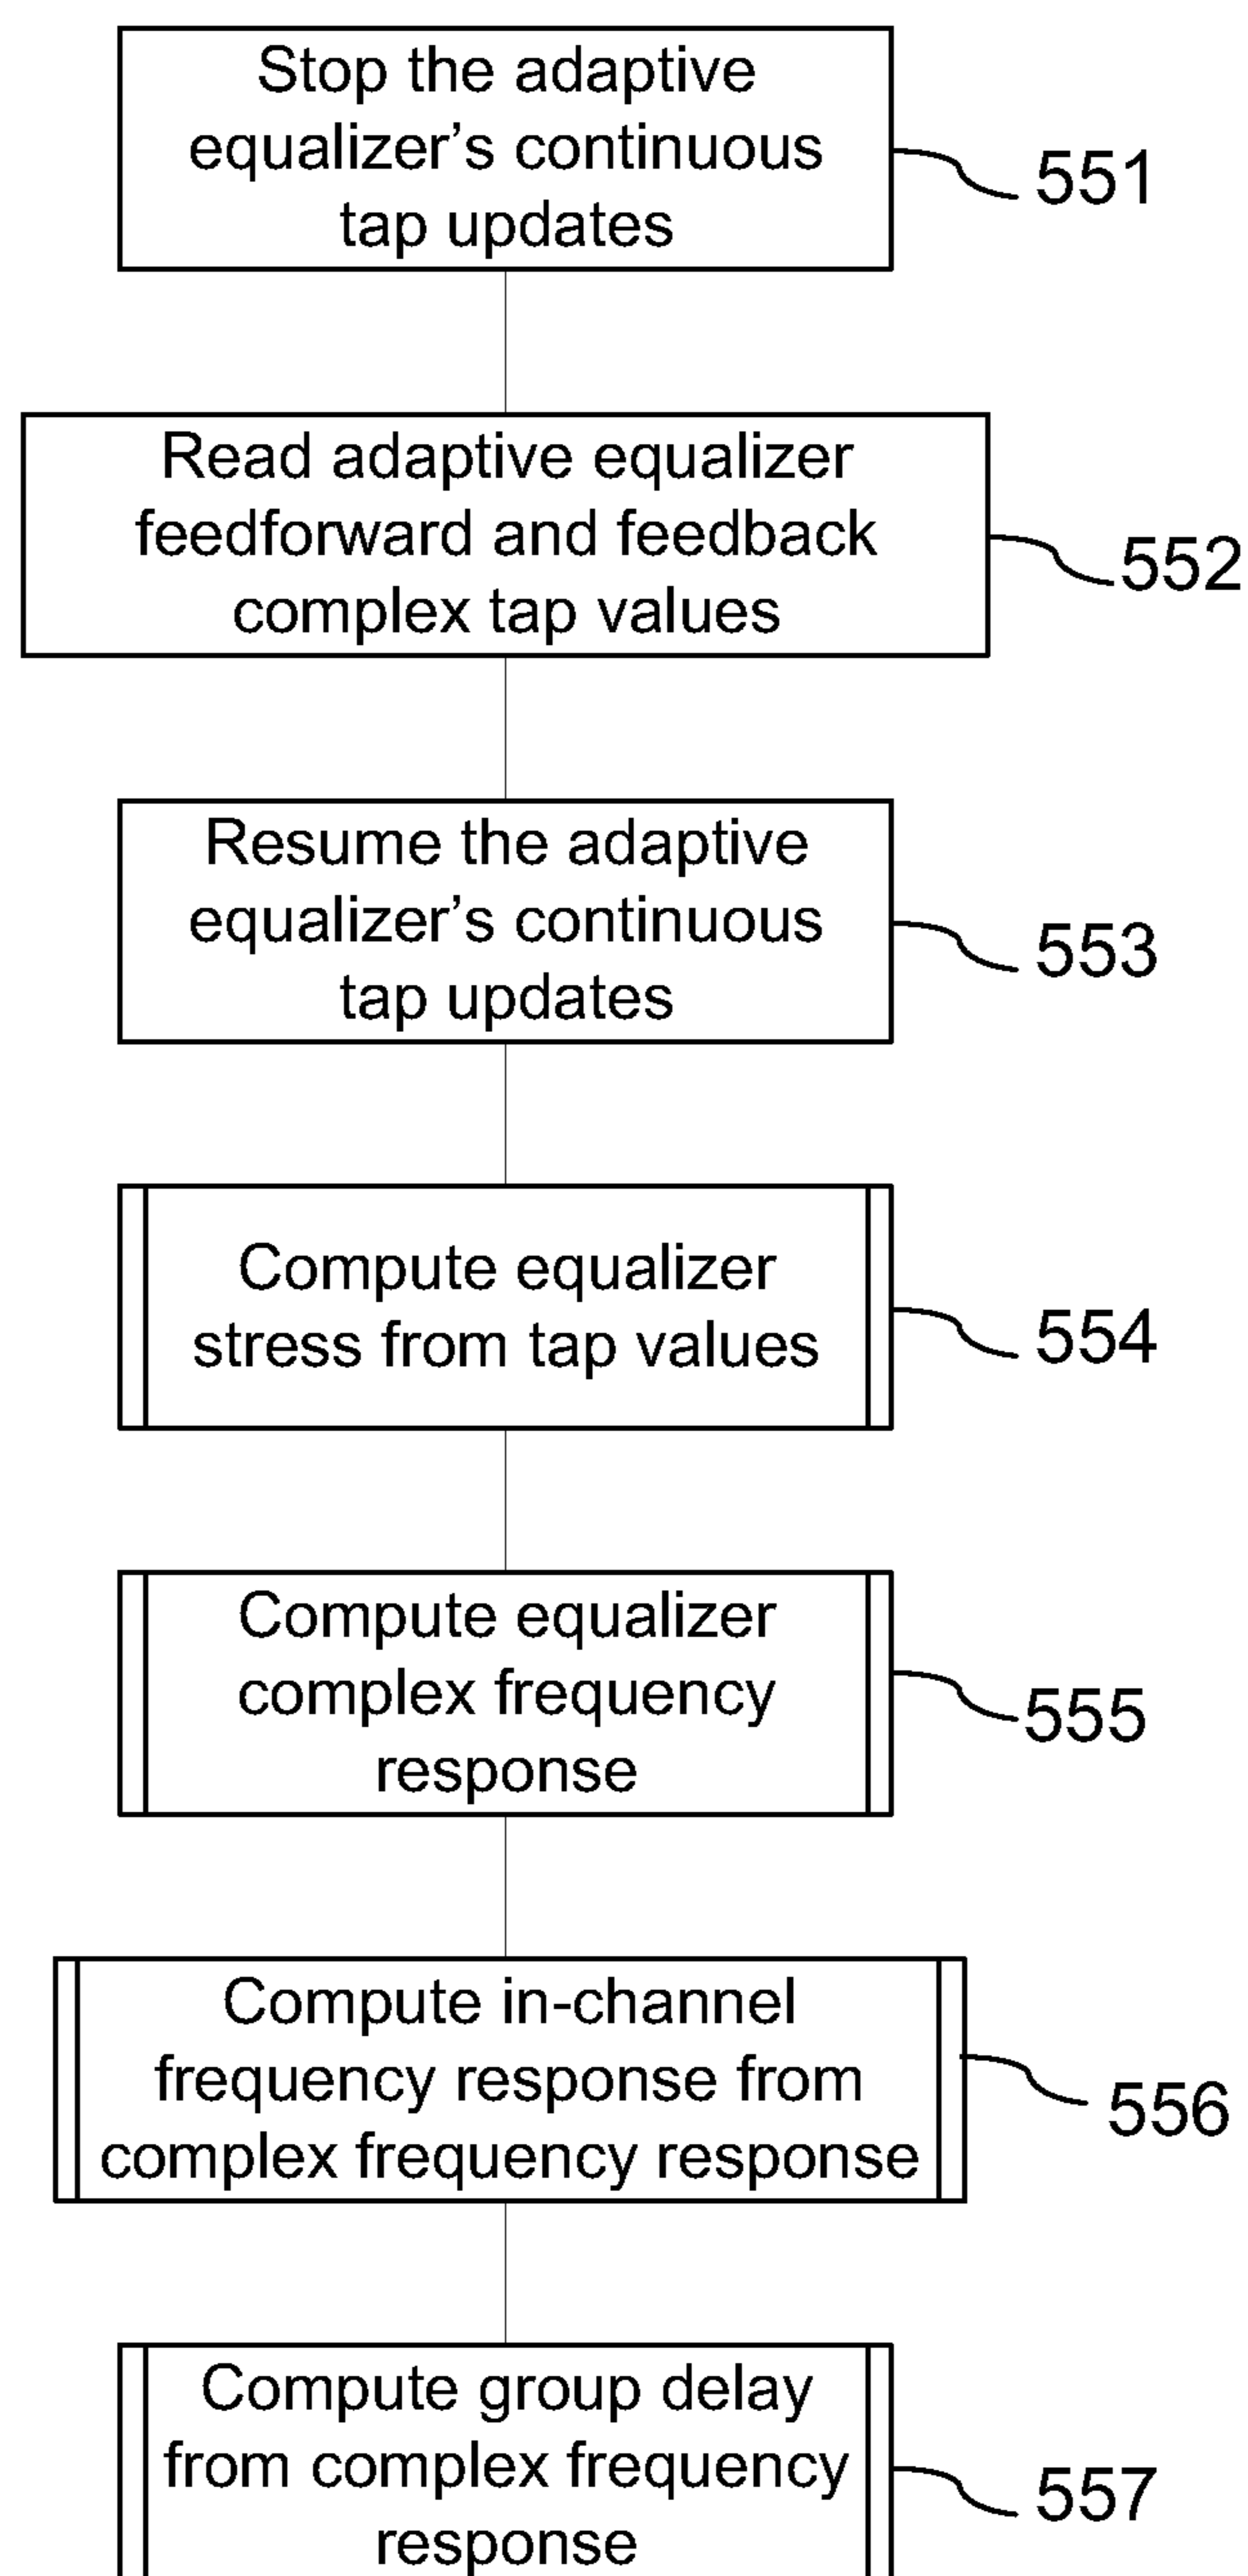 Stop the adaptive
equalizer’s continuous
tap updates
551
Read adaptive equalizer
feedforward and feedback
complex tap values
552
Resume the adaptive
equalizer’s continuous
tap updates
553
Compute equalizer
stress from tap values
554
Compute equalizer
complex frequency
response
555
Compute in-channel
frequency response from
complex frequency response
556
Compute group delay
from complex frequency
response
557